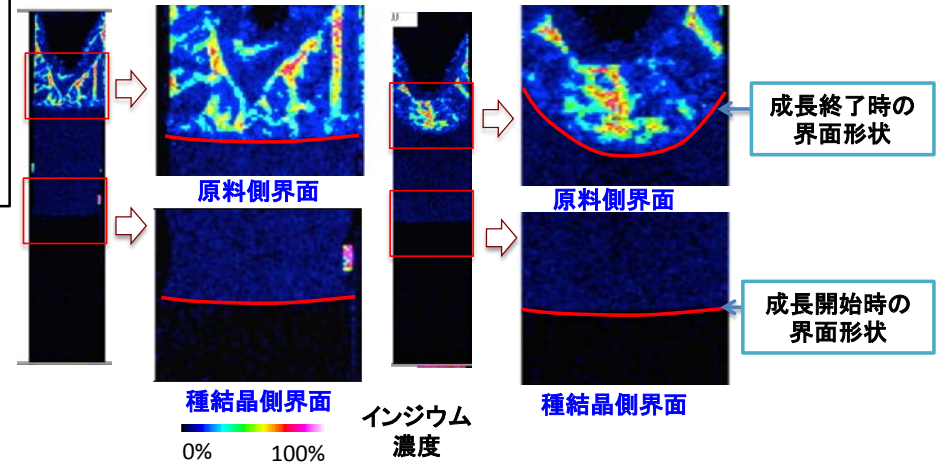 原料側界面
原料側界面
成長終了時の
界面形状
成長開始時の
界面形状
種結晶側界面
種結晶側界面
インジウム
濃度
0%
100%